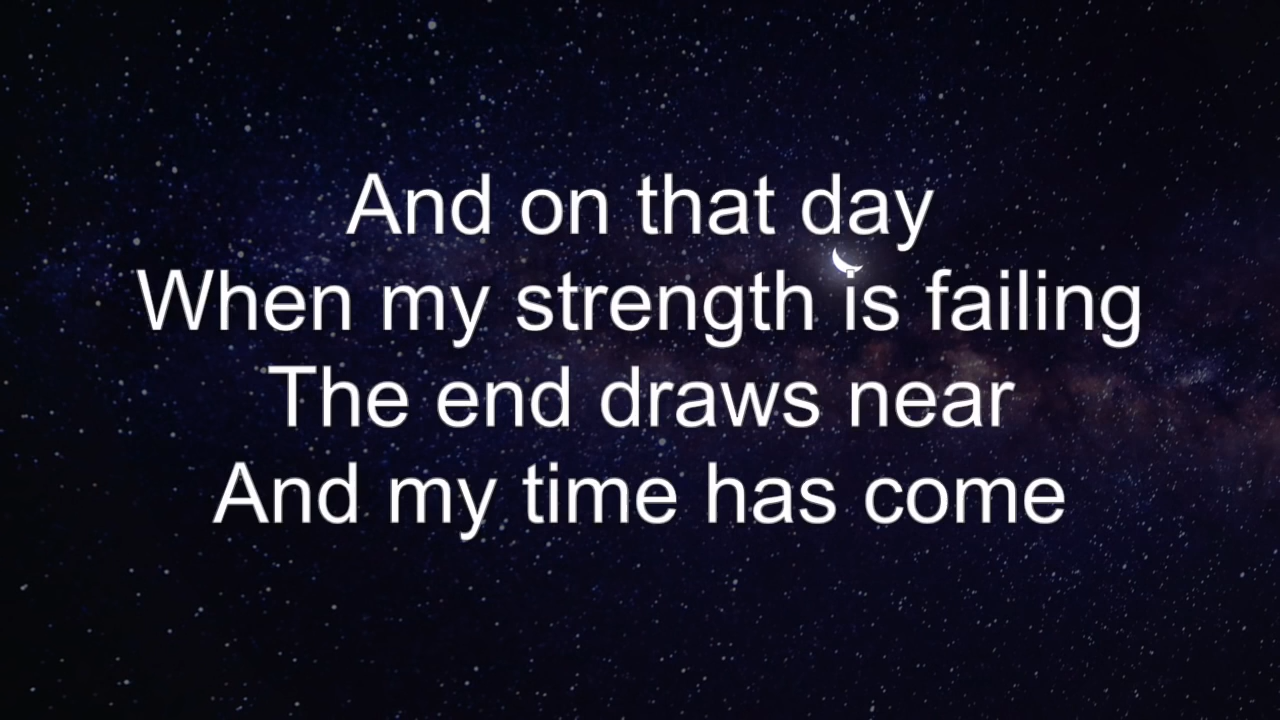 And on that day
When my strength is failing
The end draws near
And my time has come